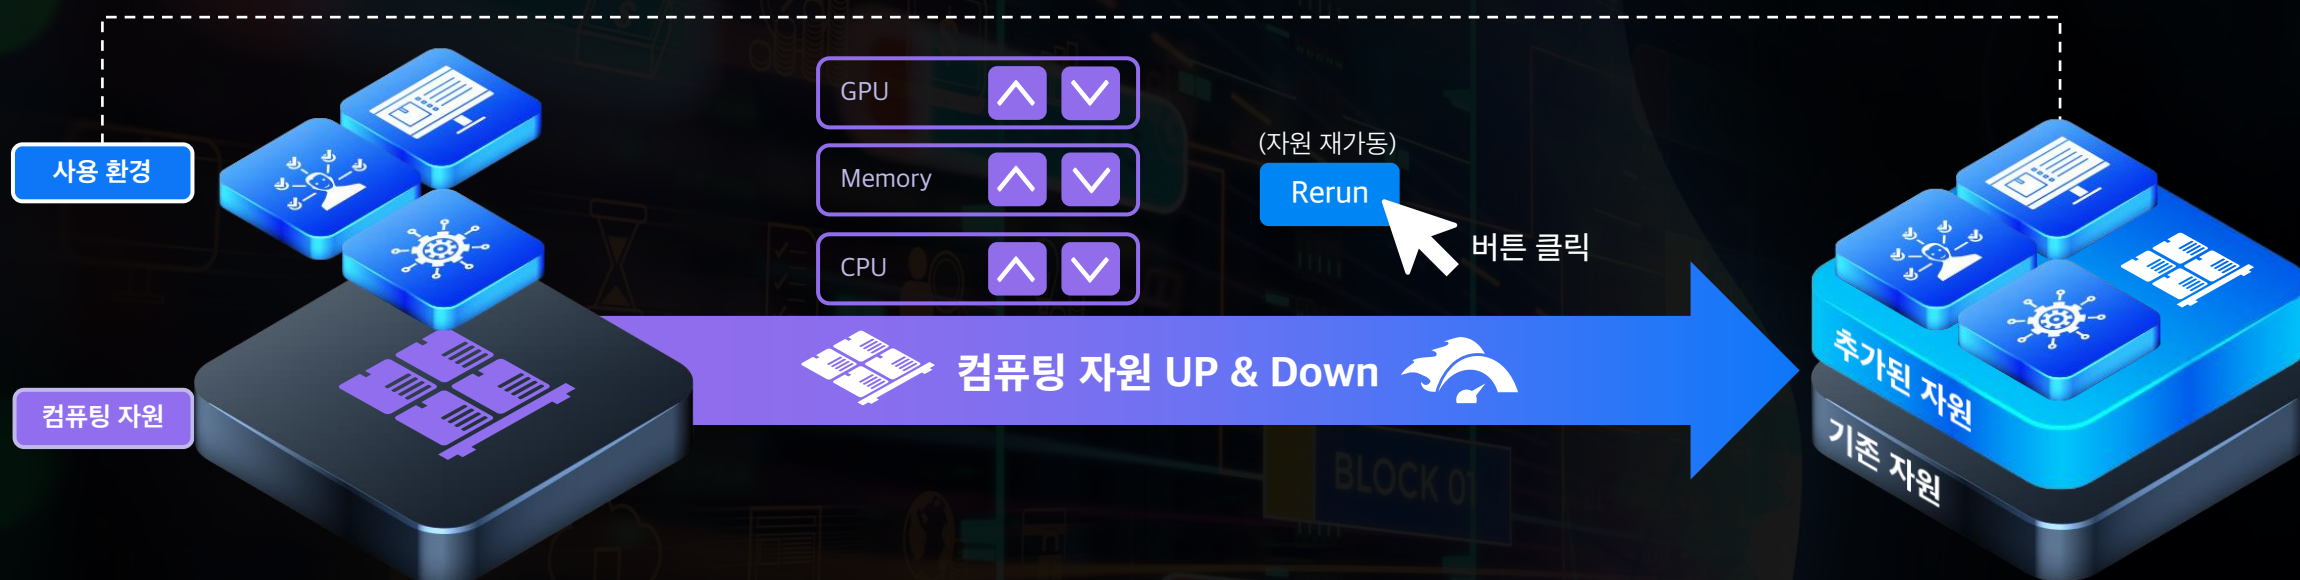 사용 환경
컴퓨팅 자원
GPU
Memory
CPU
(자원 재가동)
Rerun
버튼 클릭
컴퓨팅 자원 UP & Down
추가된 자원
기존 자원
BLOCK 01